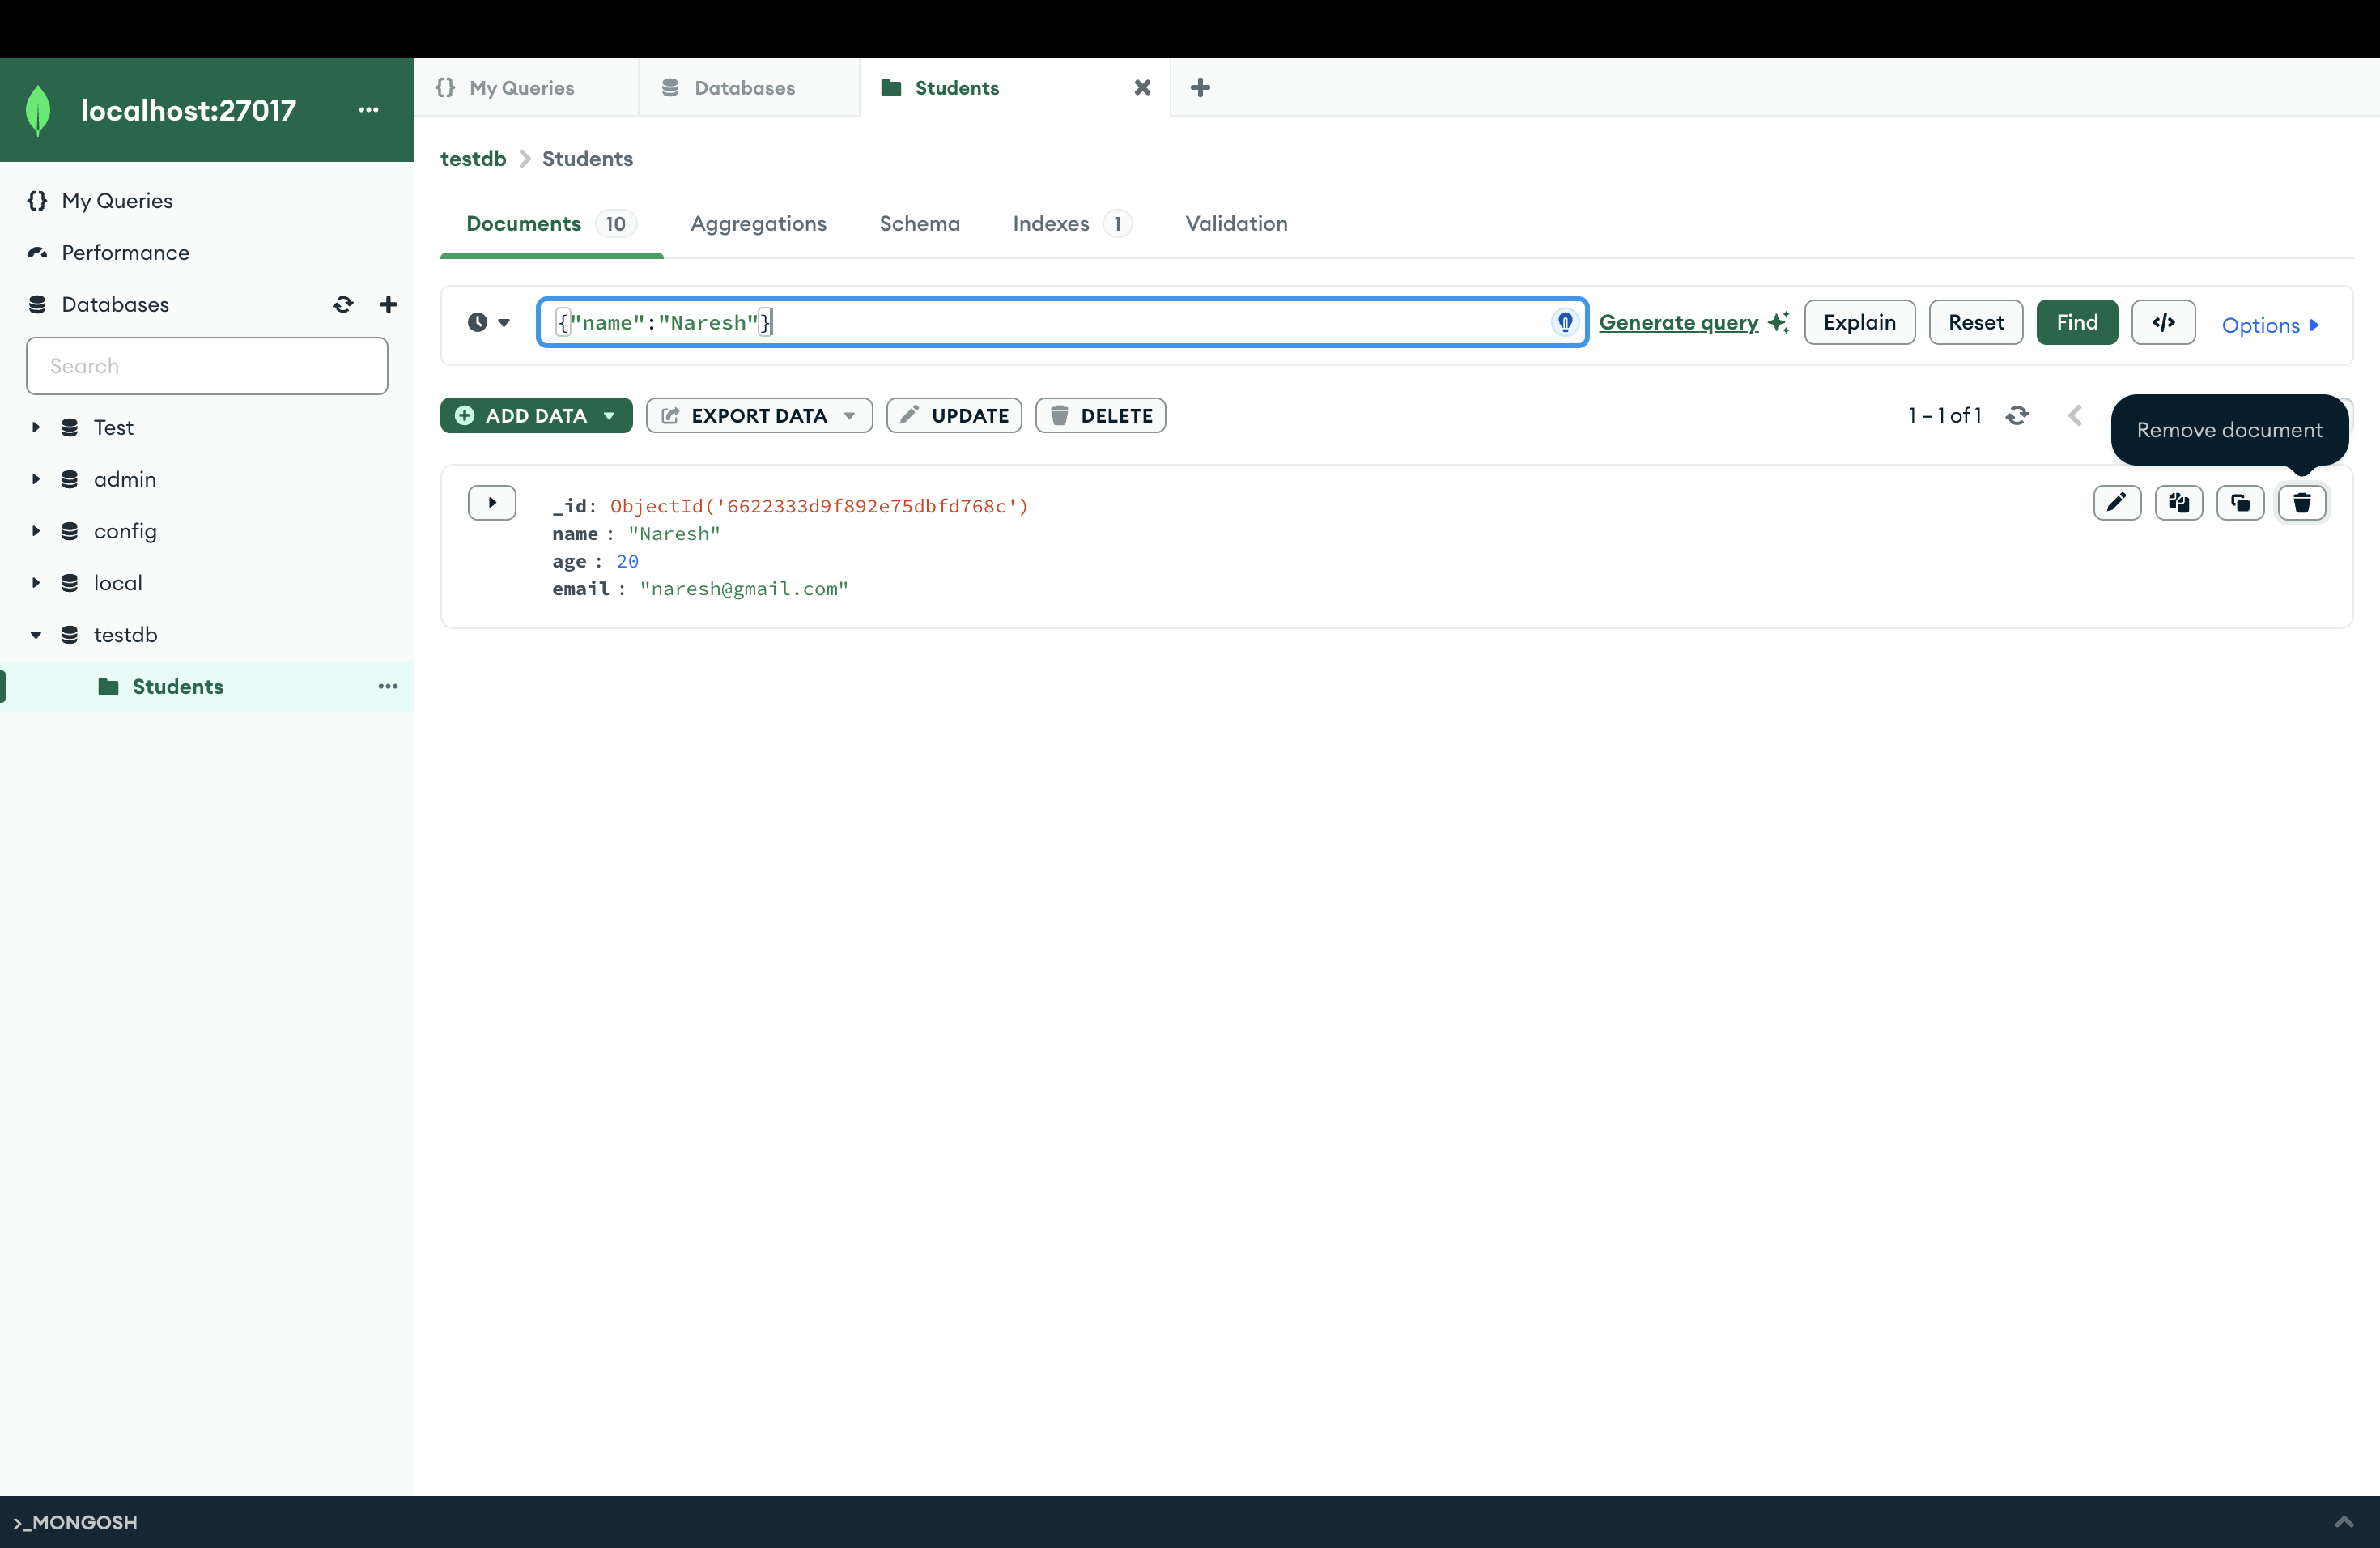 localhost:27017 ...
My Queries
Performance
Databases
Search
Test
admin
config
local
testdb
Students ...
{} My Queries
Databases
Students
testdb > Students
Documents 10
Aggregations
Schema
Indexes 1
Validation
{"name":"Naresh"}
Generate query
Explain
Reset
Find
</>
Options
ADD DATA
EXPORT DATA
UPDATE
DELETE
1 – 1 of 1
Remove document
_id: ObjectId('6622333d9f892e75dbfd768c')
name : "Naresh"
age : 20
email : "naresh@gmail.com"
>_MONGOSH